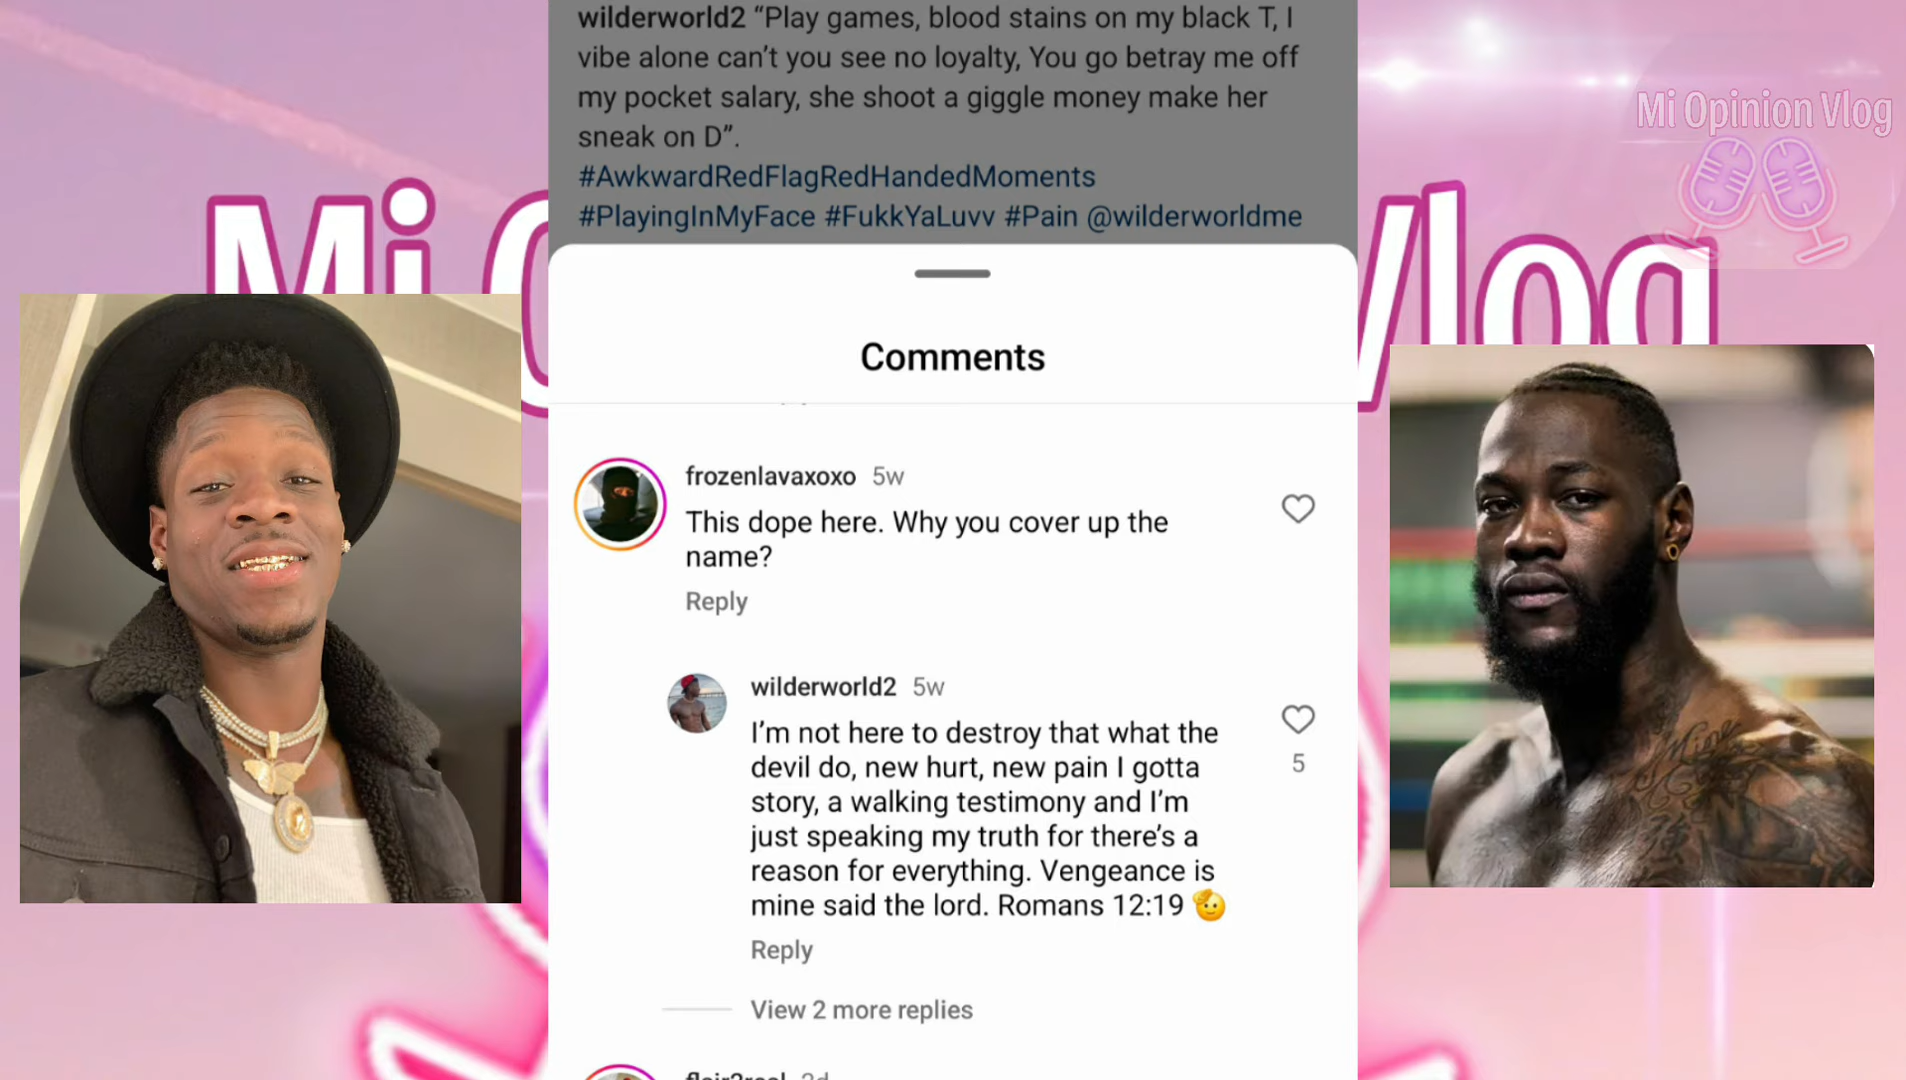 wilderworld2 “Play games, blood stains on my black T, I
vibe alone can’t you see no loyalty, You go betray me off
my pocket salary, she shoot a giggle money make her
sneak on D”.
#AwkwardRedFlagRedHandedMoments
#PlayingInMyFace #FukkYaLuvv #Pain @wilderworldme
Mi Opinion Vlog
Mi O
Vlog
Comments
frozenlavaxoxo 5w
This dope here. Why you cover up the
name?
Reply
wilderworld2 5w
I’m not here to destroy that what the
devil do, new hurt, new pain I gotta
story, a walking testimony and I’m
just speaking my truth for there’s a
reason for everything. Vengeance is
mine said the lord. Romans 12:19 🫡
5
Reply
View 2 more replies